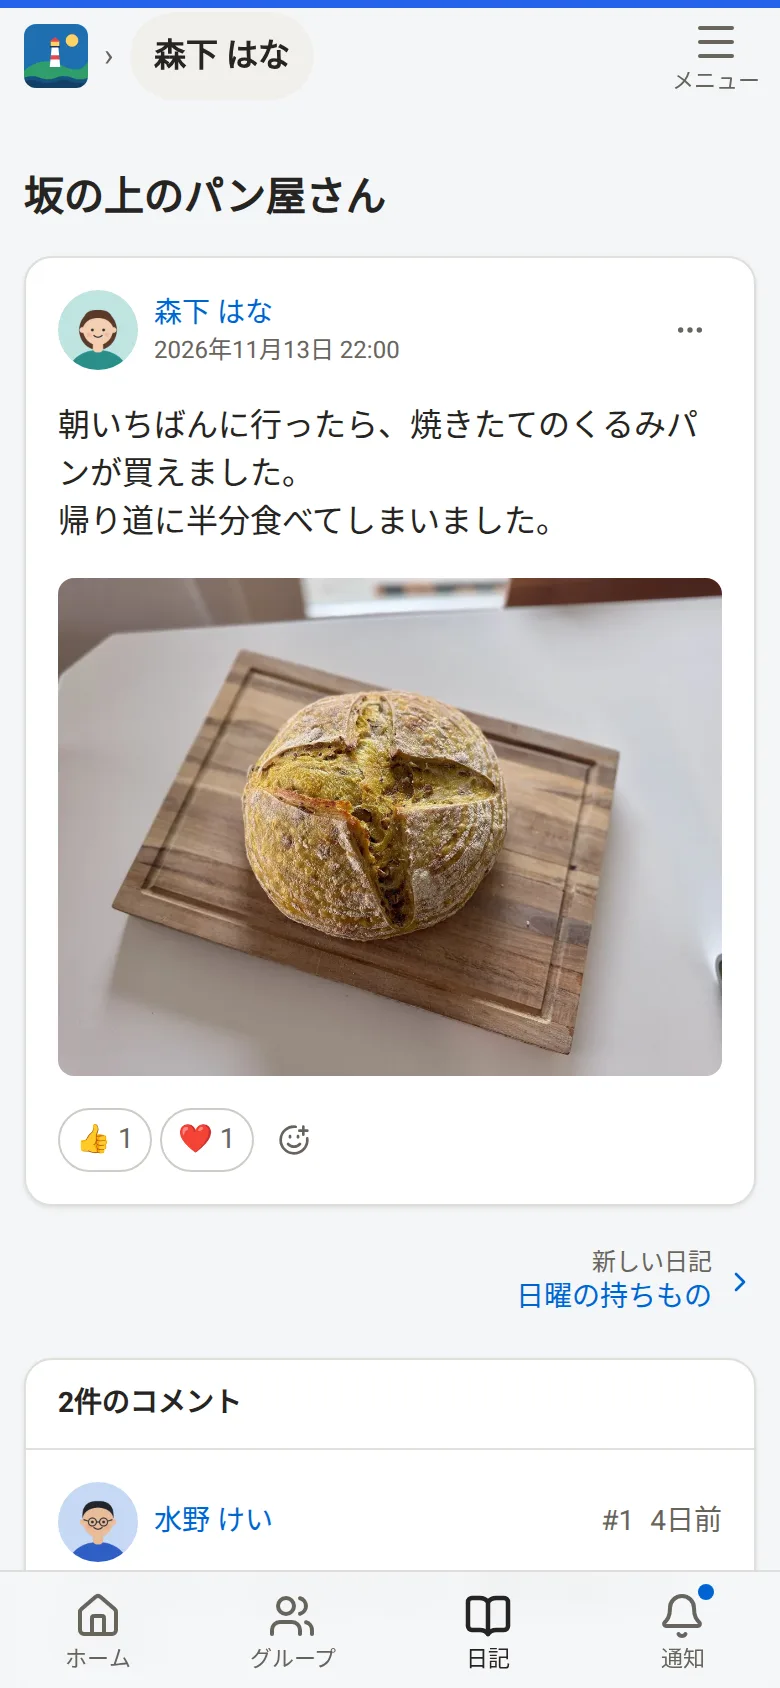 森下 はな
メニュー
坂の上のパン屋さん
森下 はな
2026年11月13日 22:00
朝いちばんに行ったら、焼きたてのくるみパ
ンが買えました。
帰り道に半分食べてしまいました。
👍 1 ❤️ 1
新しい日記
日曜の持ちもの
2件のコメント
水野 けい #1 4日前
ホーム グループ 日記 通知